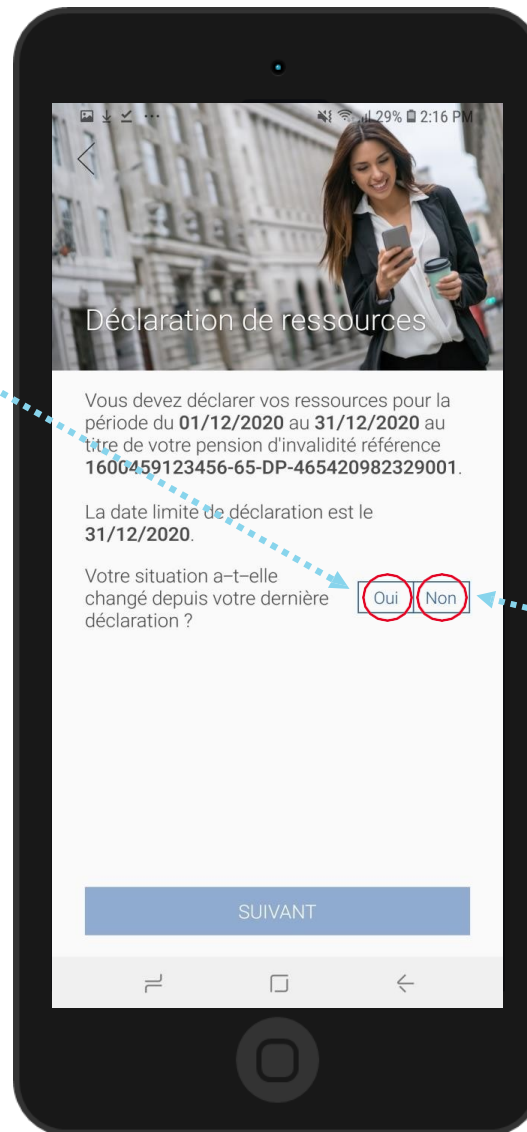 29% 2:16 PM
Déclaration de ressources
Vous devez déclarer vos ressources pour la
période du 01/12/2020 au 31/12/2020 au
titre de votre pension d'invalidité référence
1600459123456-65-DP-465420982329001.
La date limite de déclaration est le
31/12/2020.
Votre situation a-t-elle
changé depuis votre dernière
déclaration ?
Oui Non
SUIVANT